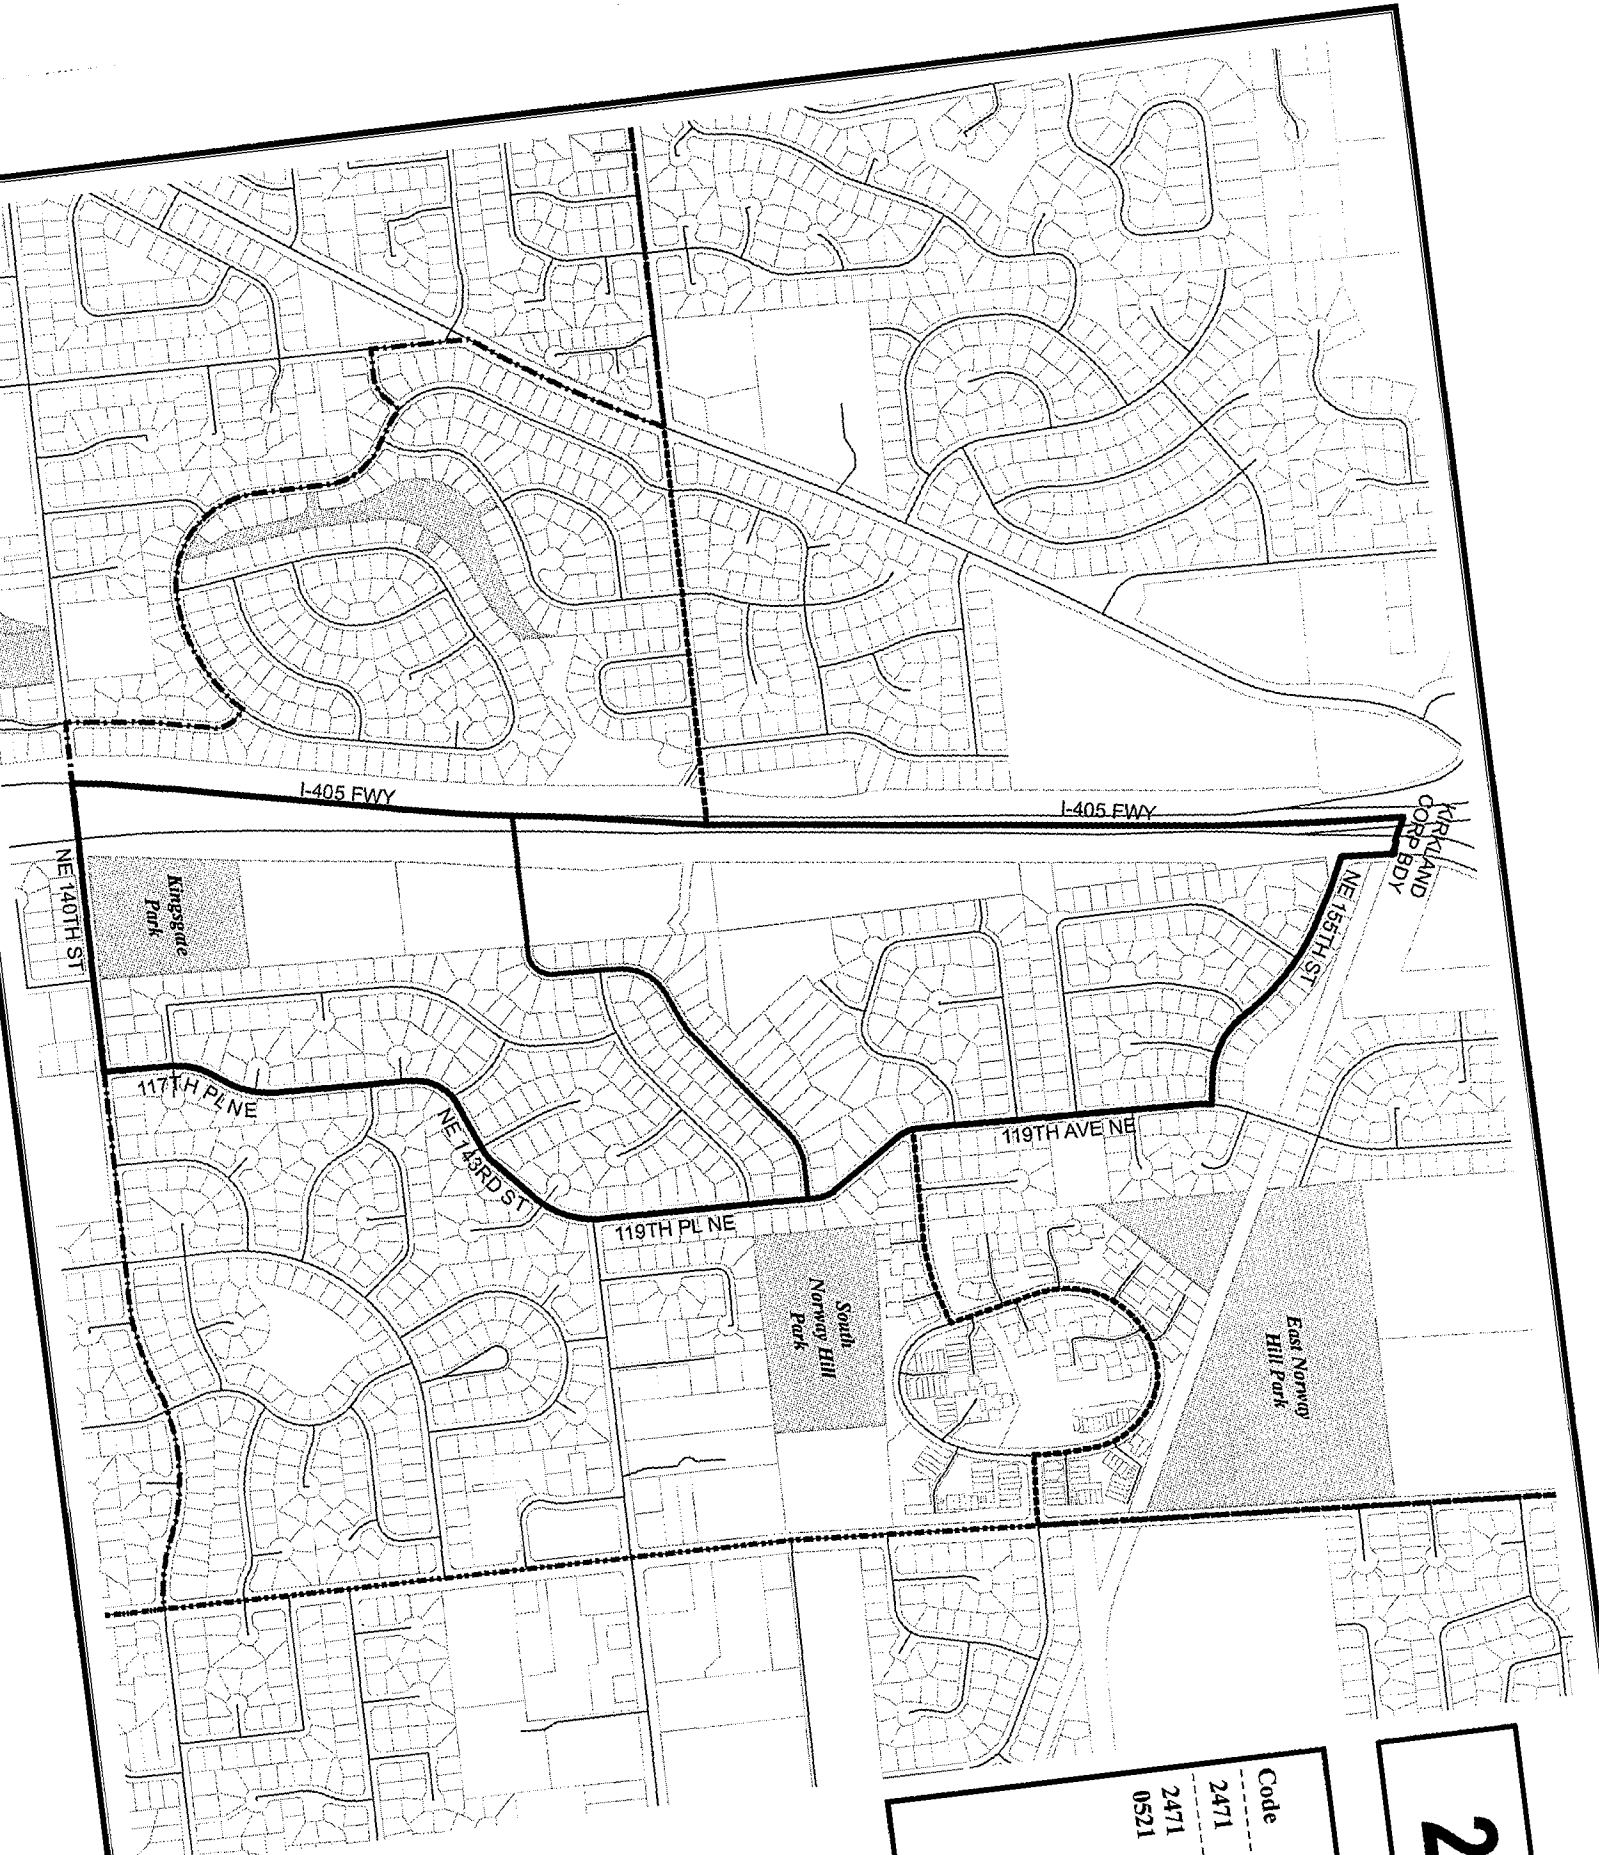 I-405 FWY
I-405 FWY
KIRKLAND
CORP BDY
NE 155TH ST
NE 140TH ST
Kingsgate
Park
117TH PL NE
NE 143RD ST
119TH PL NE
119TH AVE NE
South
Norway Hill
Park
East Norway
Hill Park
Code
2471
2471
0521
2